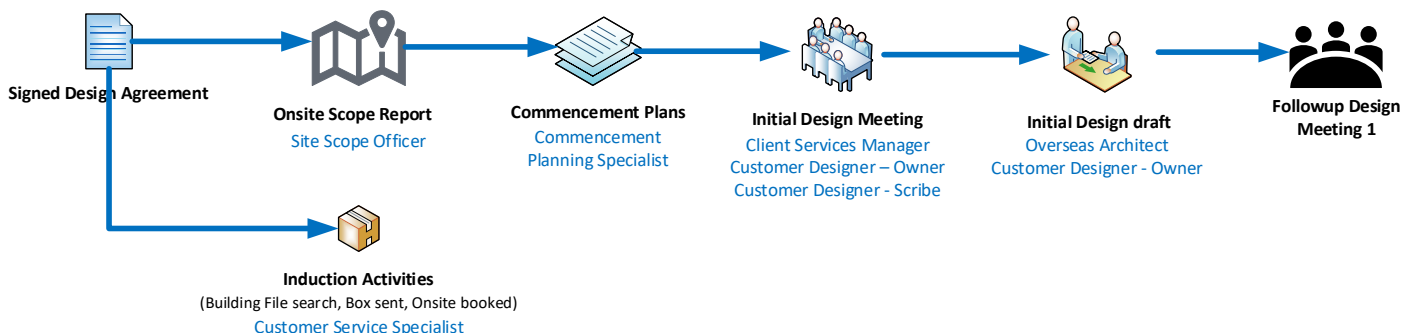 Signed Design Agreement
Onsite Scope Report
Site Scope Officer
Commencement Plans
Commencement
Planning Specialist
Initial Design Meeting
Client Services Manager
Customer Designer – Owner
Customer Designer - Scribe
Initial Design draft
Overseas Architect
Customer Designer - Owner
Followup Design
Meeting 1
Induction Activities
(Building File search, Box sent, Onsite booked)
Customer Service Specialist